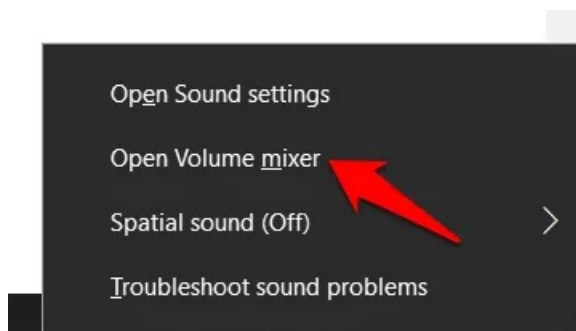 Open Sound settings
Open Volume mixer
Spatial sound (Off)
Troubleshoot sound problems